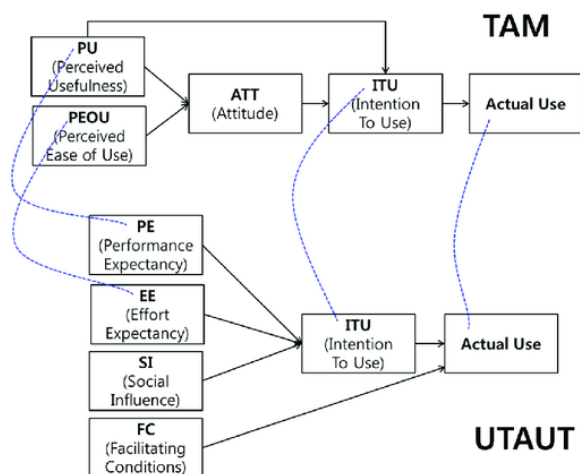 TAM
PU
(Perceived
Usefulness)
PEOU
(Perceived
Ease of Use)
ATT
(Attitude)
ITU
(Intention
To Use)
Actual Use
PE
(Performance
Expectancy)
EE
(Effort
Expectancy)
SI
(Social
Influence)
FC
(Facilitating
Conditions)
ITU
(Intention
To Use)
Actual Use
UTAUT